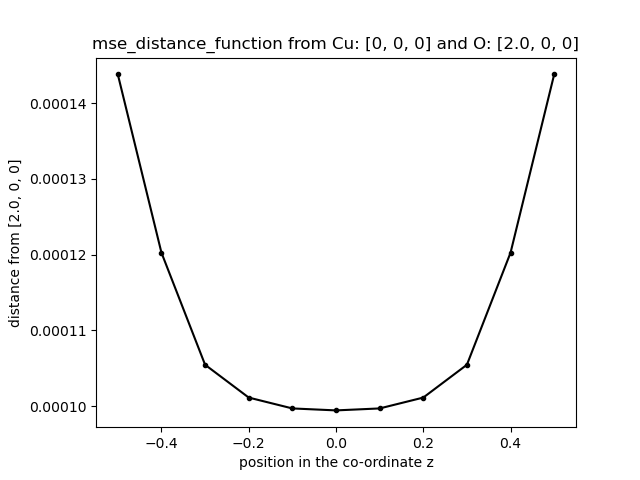 mse_distance_function from Cu: [0, 0, 0] and O: [2.0, 0, 0]
0.00014
0.00013
0.00012
0.00011
0.00010
distance from [2.0, 0, 0]
−0.4 −0.2 0.0 0.2 0.4
position in the co-ordinate z